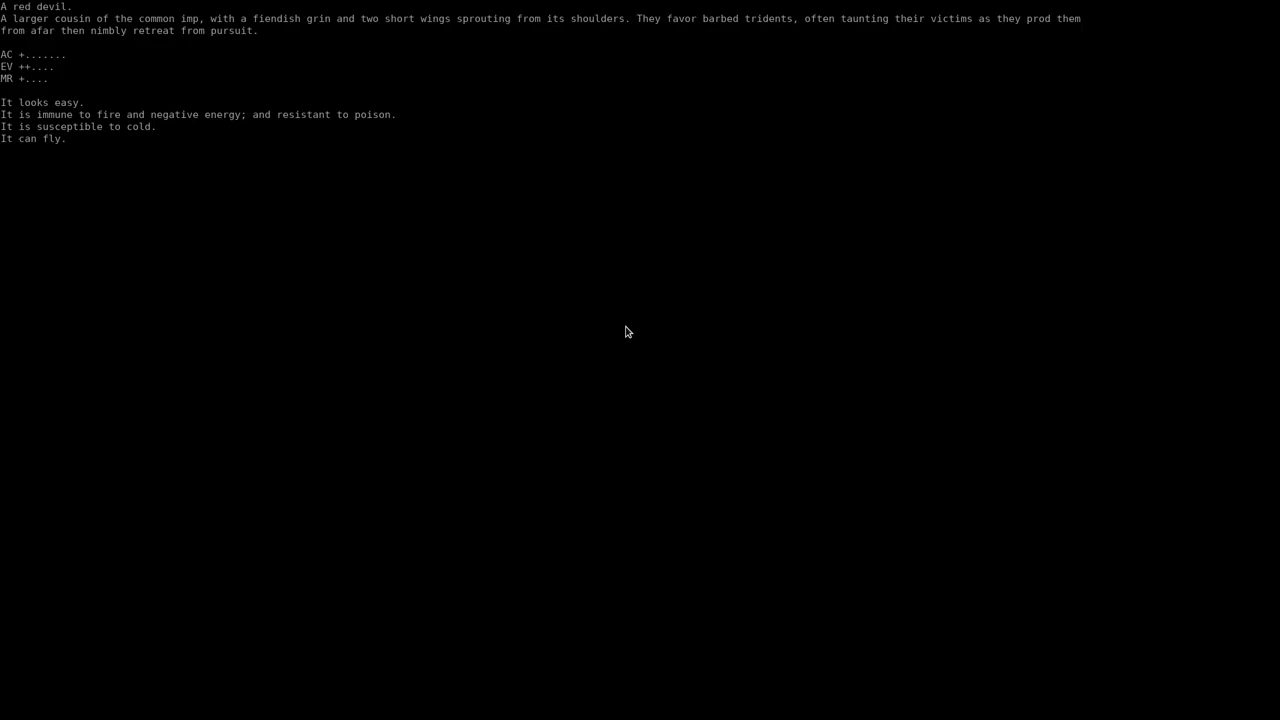 A red devil.
A larger cousin of the common imp, with a fiendish grin and two short wings sprouting from its shoulders. They favor barbed tridents, often taunting their victims as they prod them
from afar then nimbly retreat from pursuit.
AC +.......
EV ++....
MR +....
It looks easy.
It is immune to fire and negative energy; and resistant to poison.
It is susceptible to cold.
It can fly.